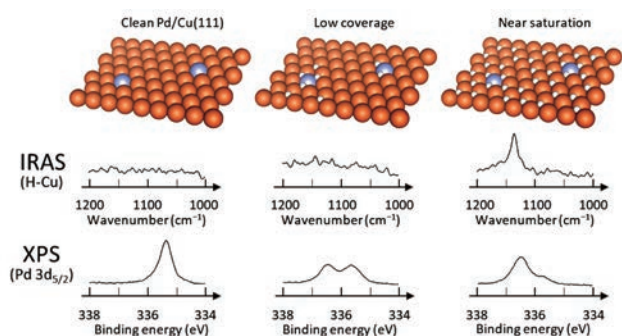 Clean Pd/Cu(111) Low coverage Near saturation
IRAS
(H-Cu)
1200 1100 1000 1200 1100 1000 1200 1100 1000
Wavenumber (cm⁻¹) Wavenumber (cm⁻¹) Wavenumber (cm⁻¹)
XPS
(Pd 3d₅/₂)
338 336 334 338 336 334 338 336 334
Binding energy (eV) Binding energy (eV) Binding energy (eV)